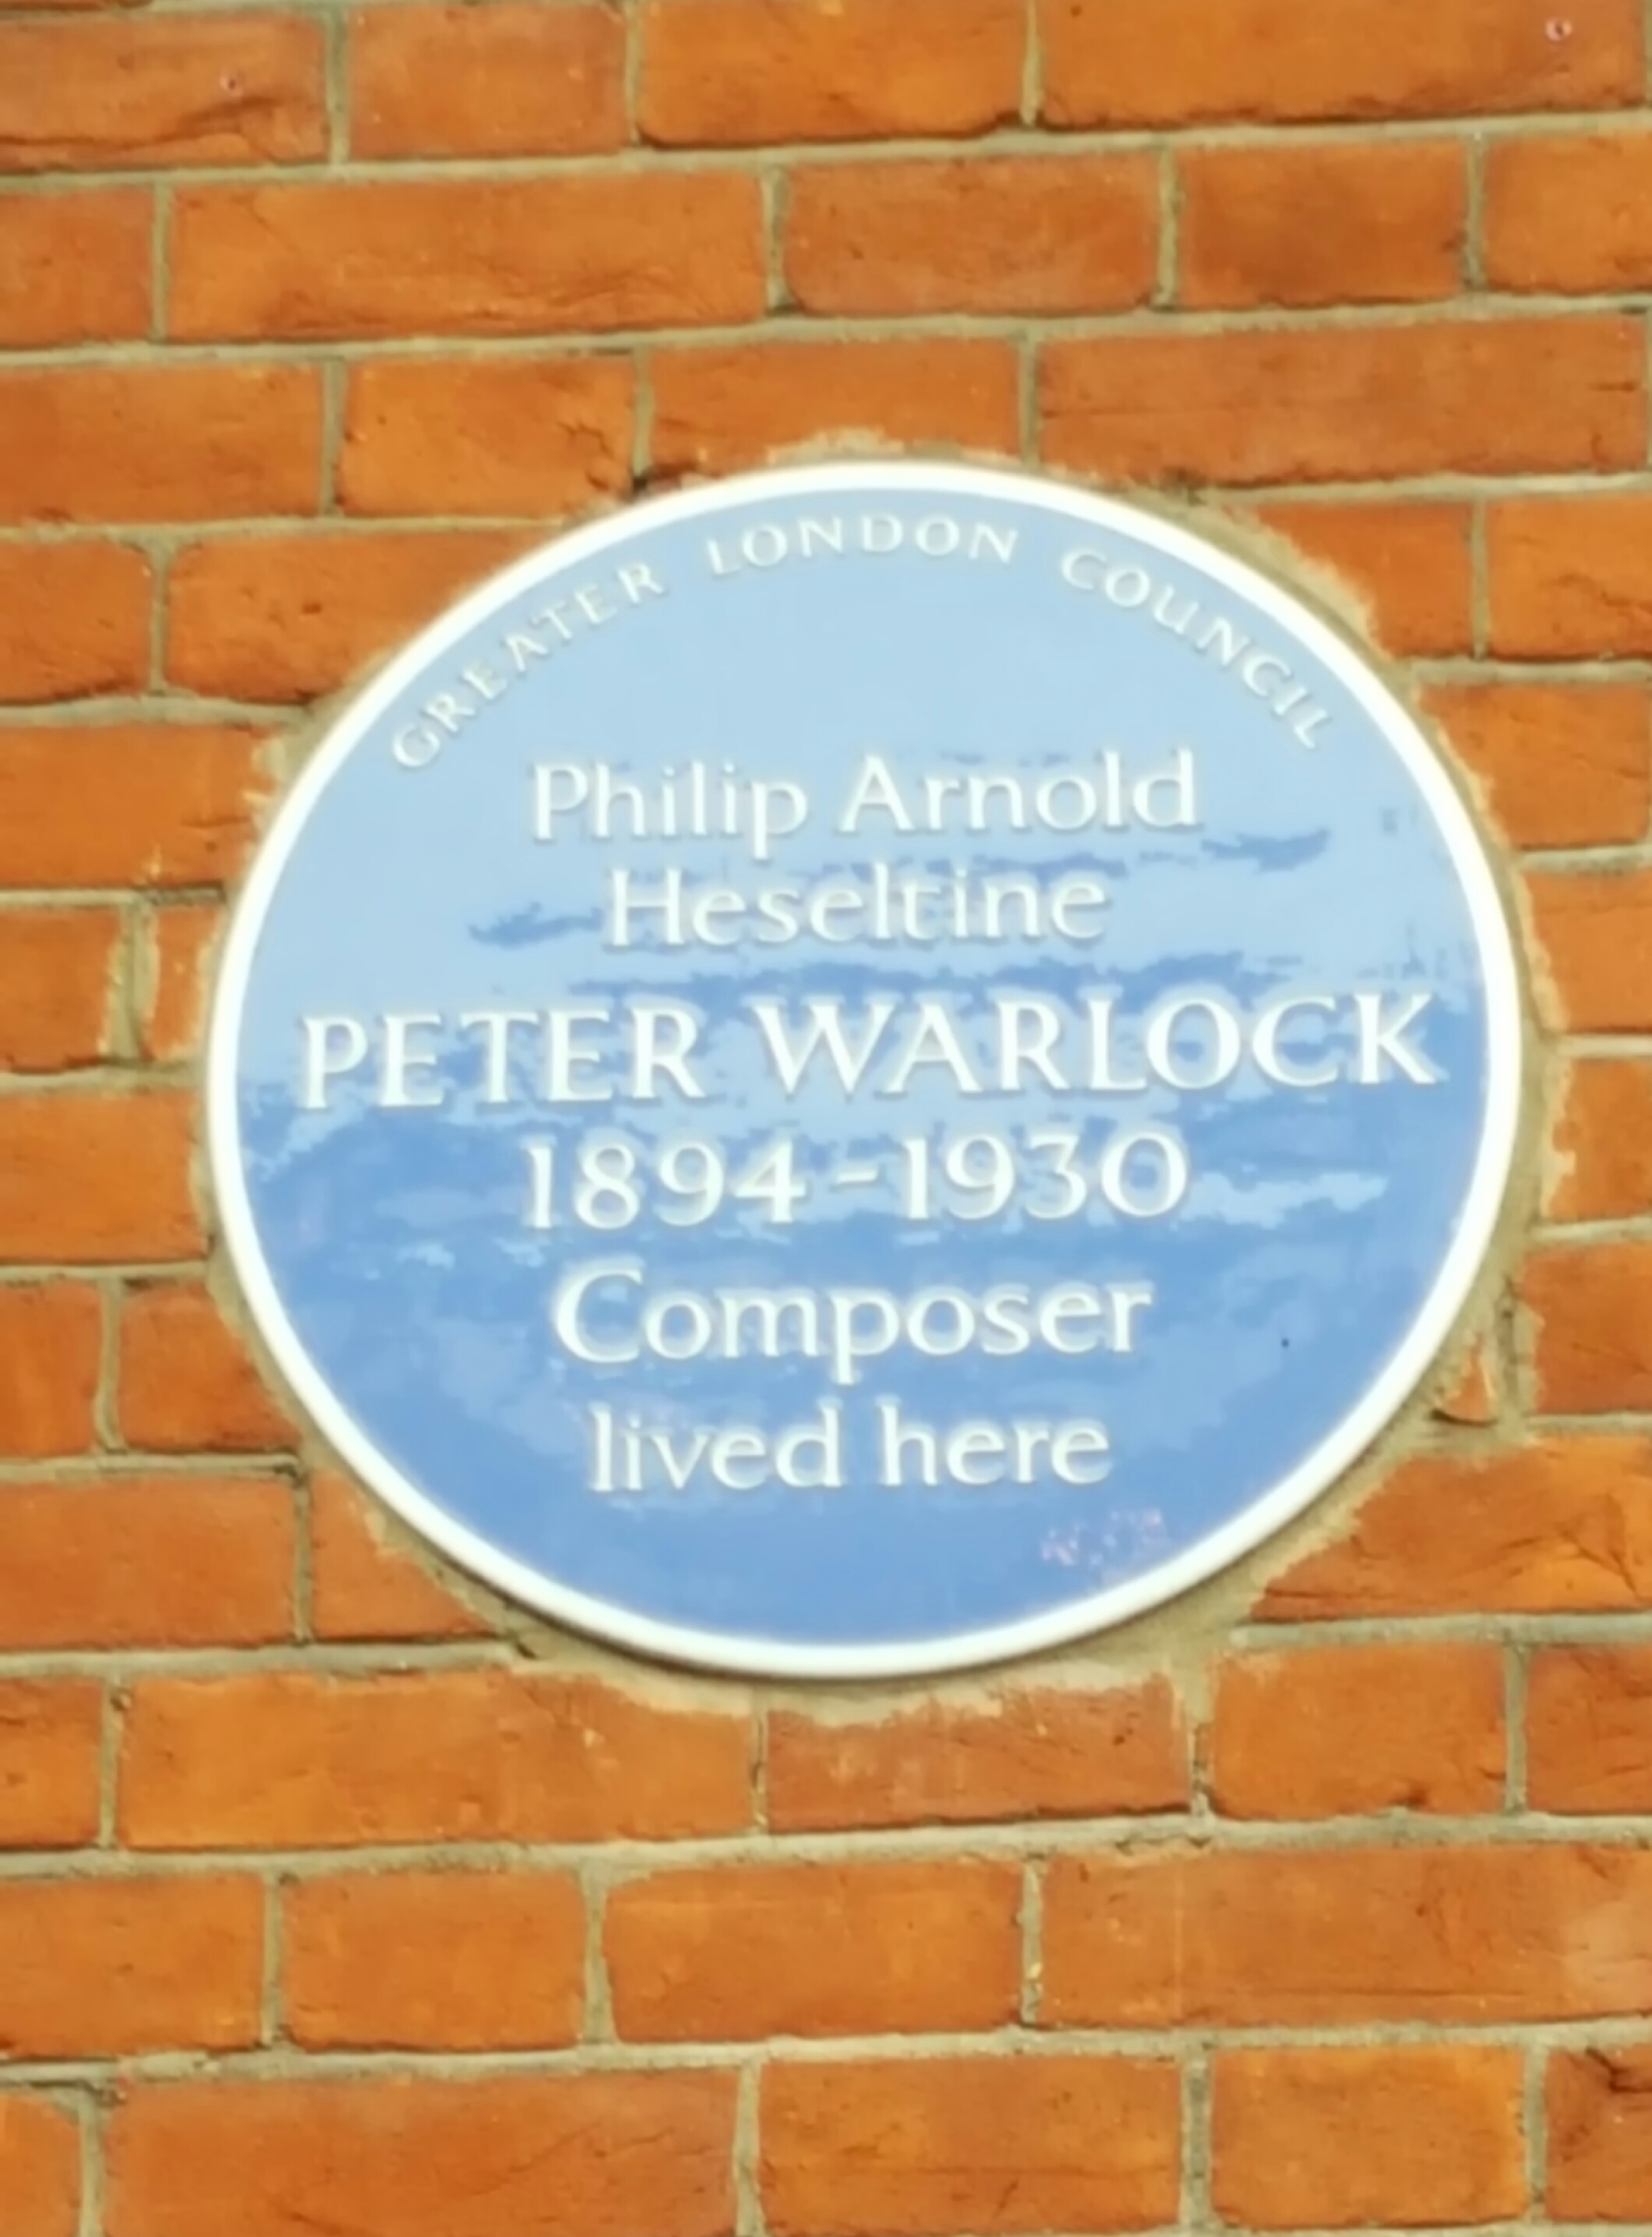 GREATER LONDON COUNCIL
Philip Arnold
Heseltine
PETER WARLOCK
1894-1930
Composer
lived here